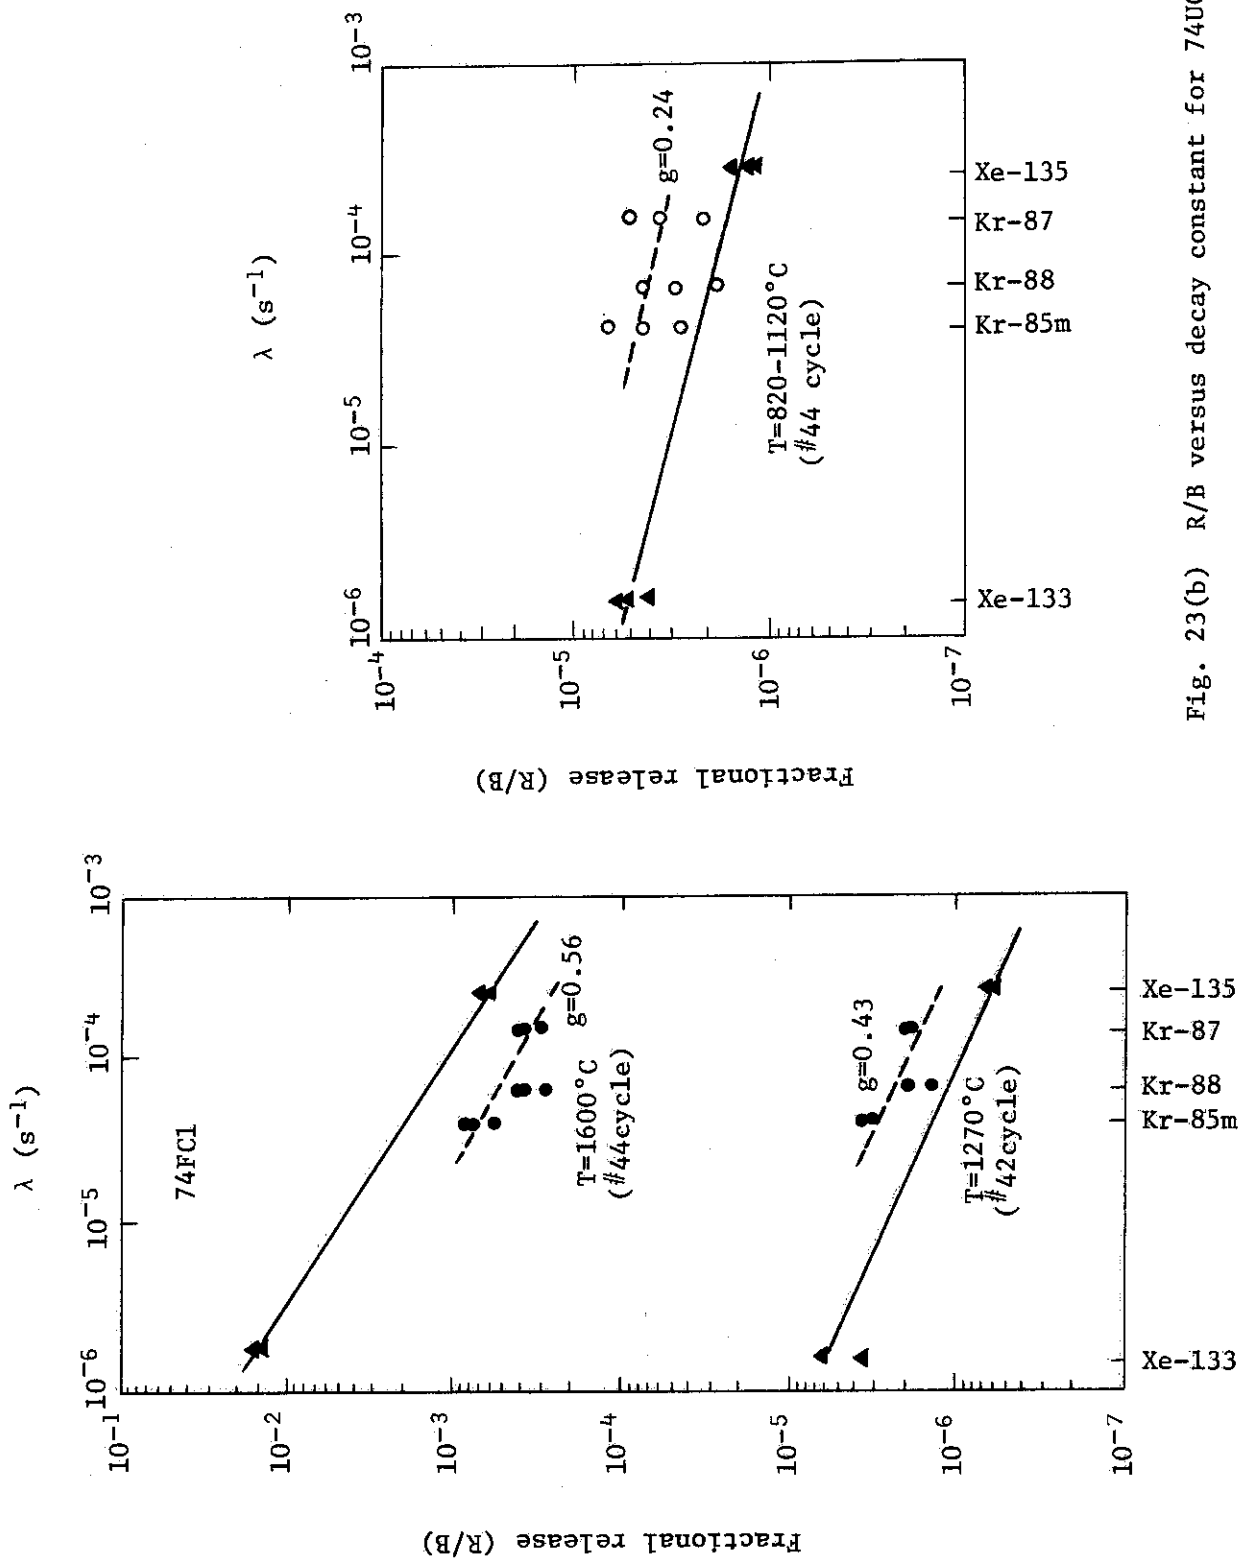 λ (s⁻¹)
10⁻⁶
10⁻⁵
10⁻⁴
10⁻³
Fractional release (R/B)
10⁻¹
10⁻²
10⁻³
10⁻⁴
10⁻⁵
10⁻⁶
10⁻⁷
74FC1
g=0.56
T=1600°C
(#44cycle)
g=0.43
T=1270°C
(#42cycle)
Xe-133
Kr-85m
Kr-88
Kr-87
Xe-135
λ (s⁻¹)
10⁻⁶
10⁻⁵
10⁻⁴
10⁻³
Fractional release (R/B)
10⁻⁴
10⁻⁵
10⁻⁶
10⁻⁷
g=0.24
T=820-1120°C
(#44 cycle)
Xe-133
Kr-85m
Kr-88
Kr-87
Xe-135
Fig. 23(b) R/B versus decay constant for